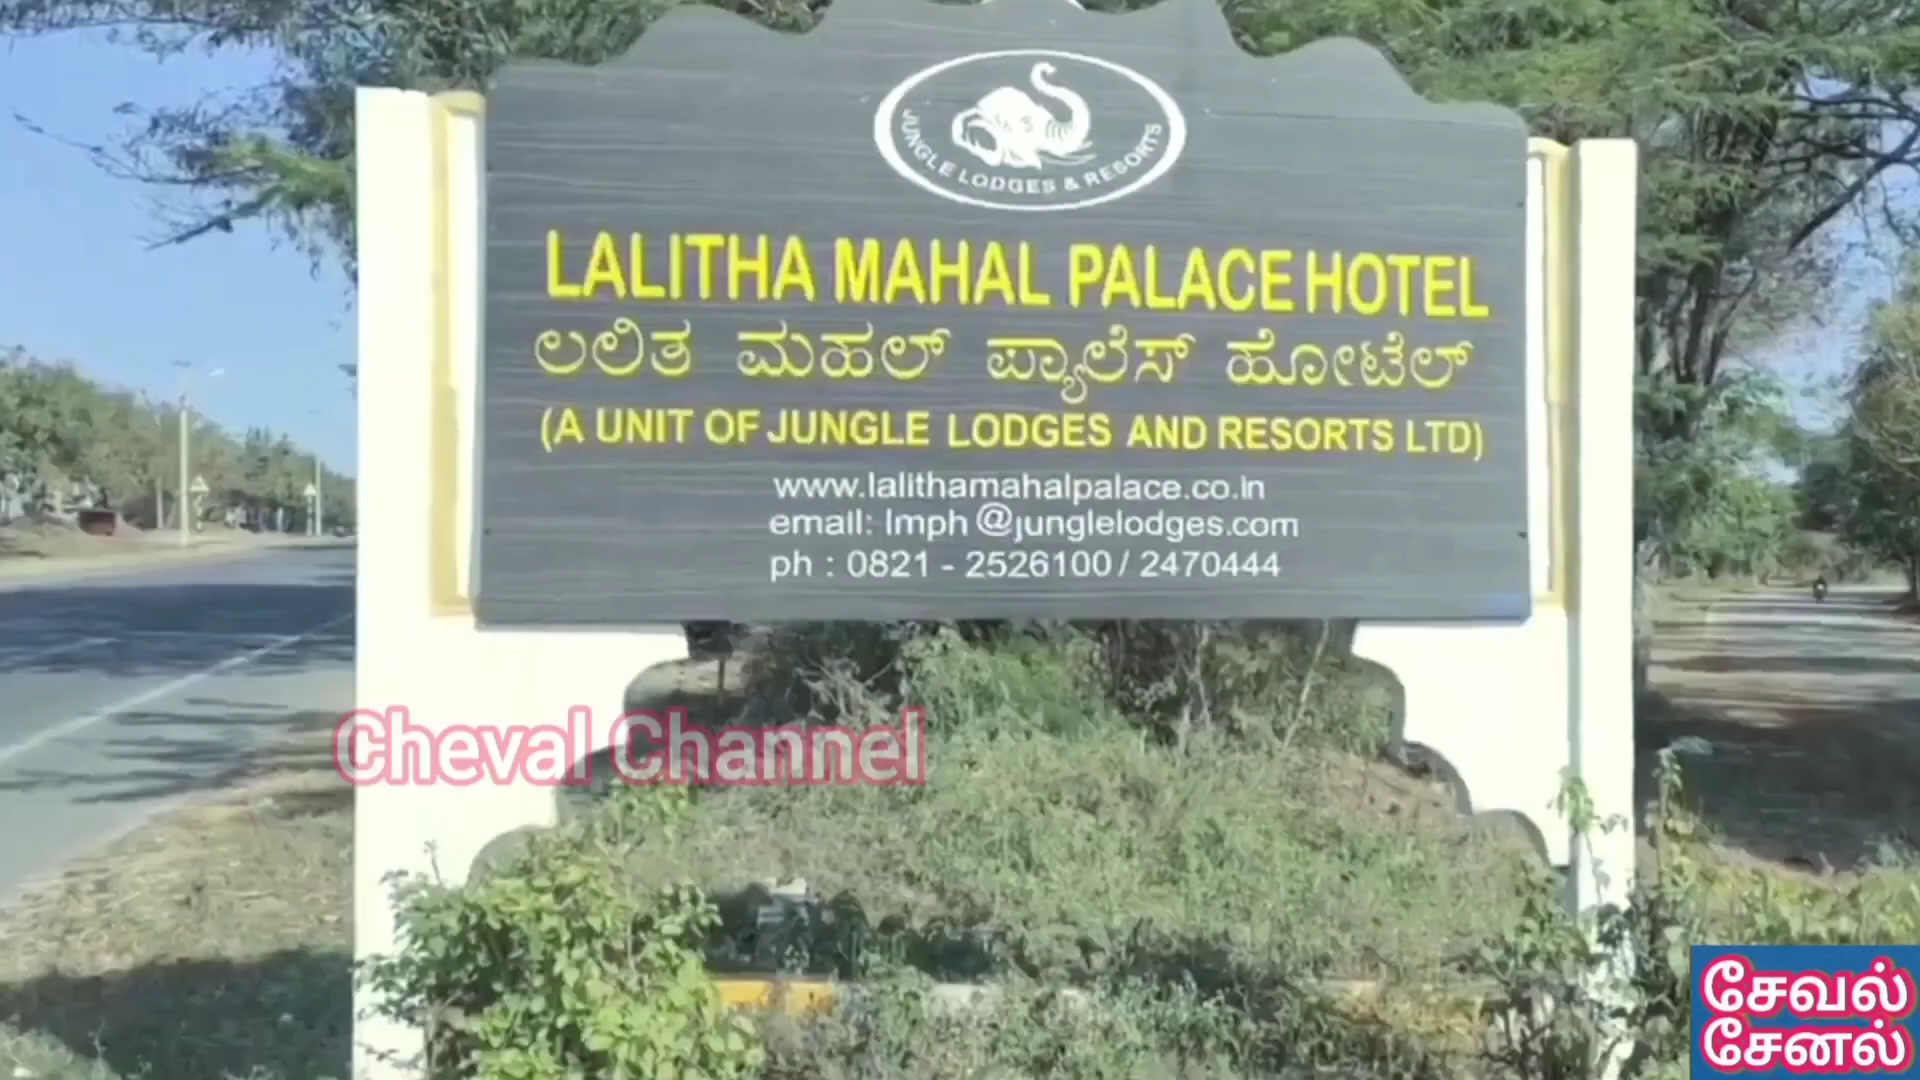 JUNGLE LODGES & RESORTS
LALITHA MAHAL PALACE HOTEL
ಲಲಿತ ಮಹಲ್ ಪ್ಯಾಲೆಸ್ ಹೋಟೆಲ್
(A UNIT OF JUNGLE LODGES AND RESORTS LTD)
www.lalithamahalpalace.co.in
email: lmph@junglelodges.com
ph : 0821 - 2526100 / 2470444
Cheval Channel
சேவல்
சேனல்